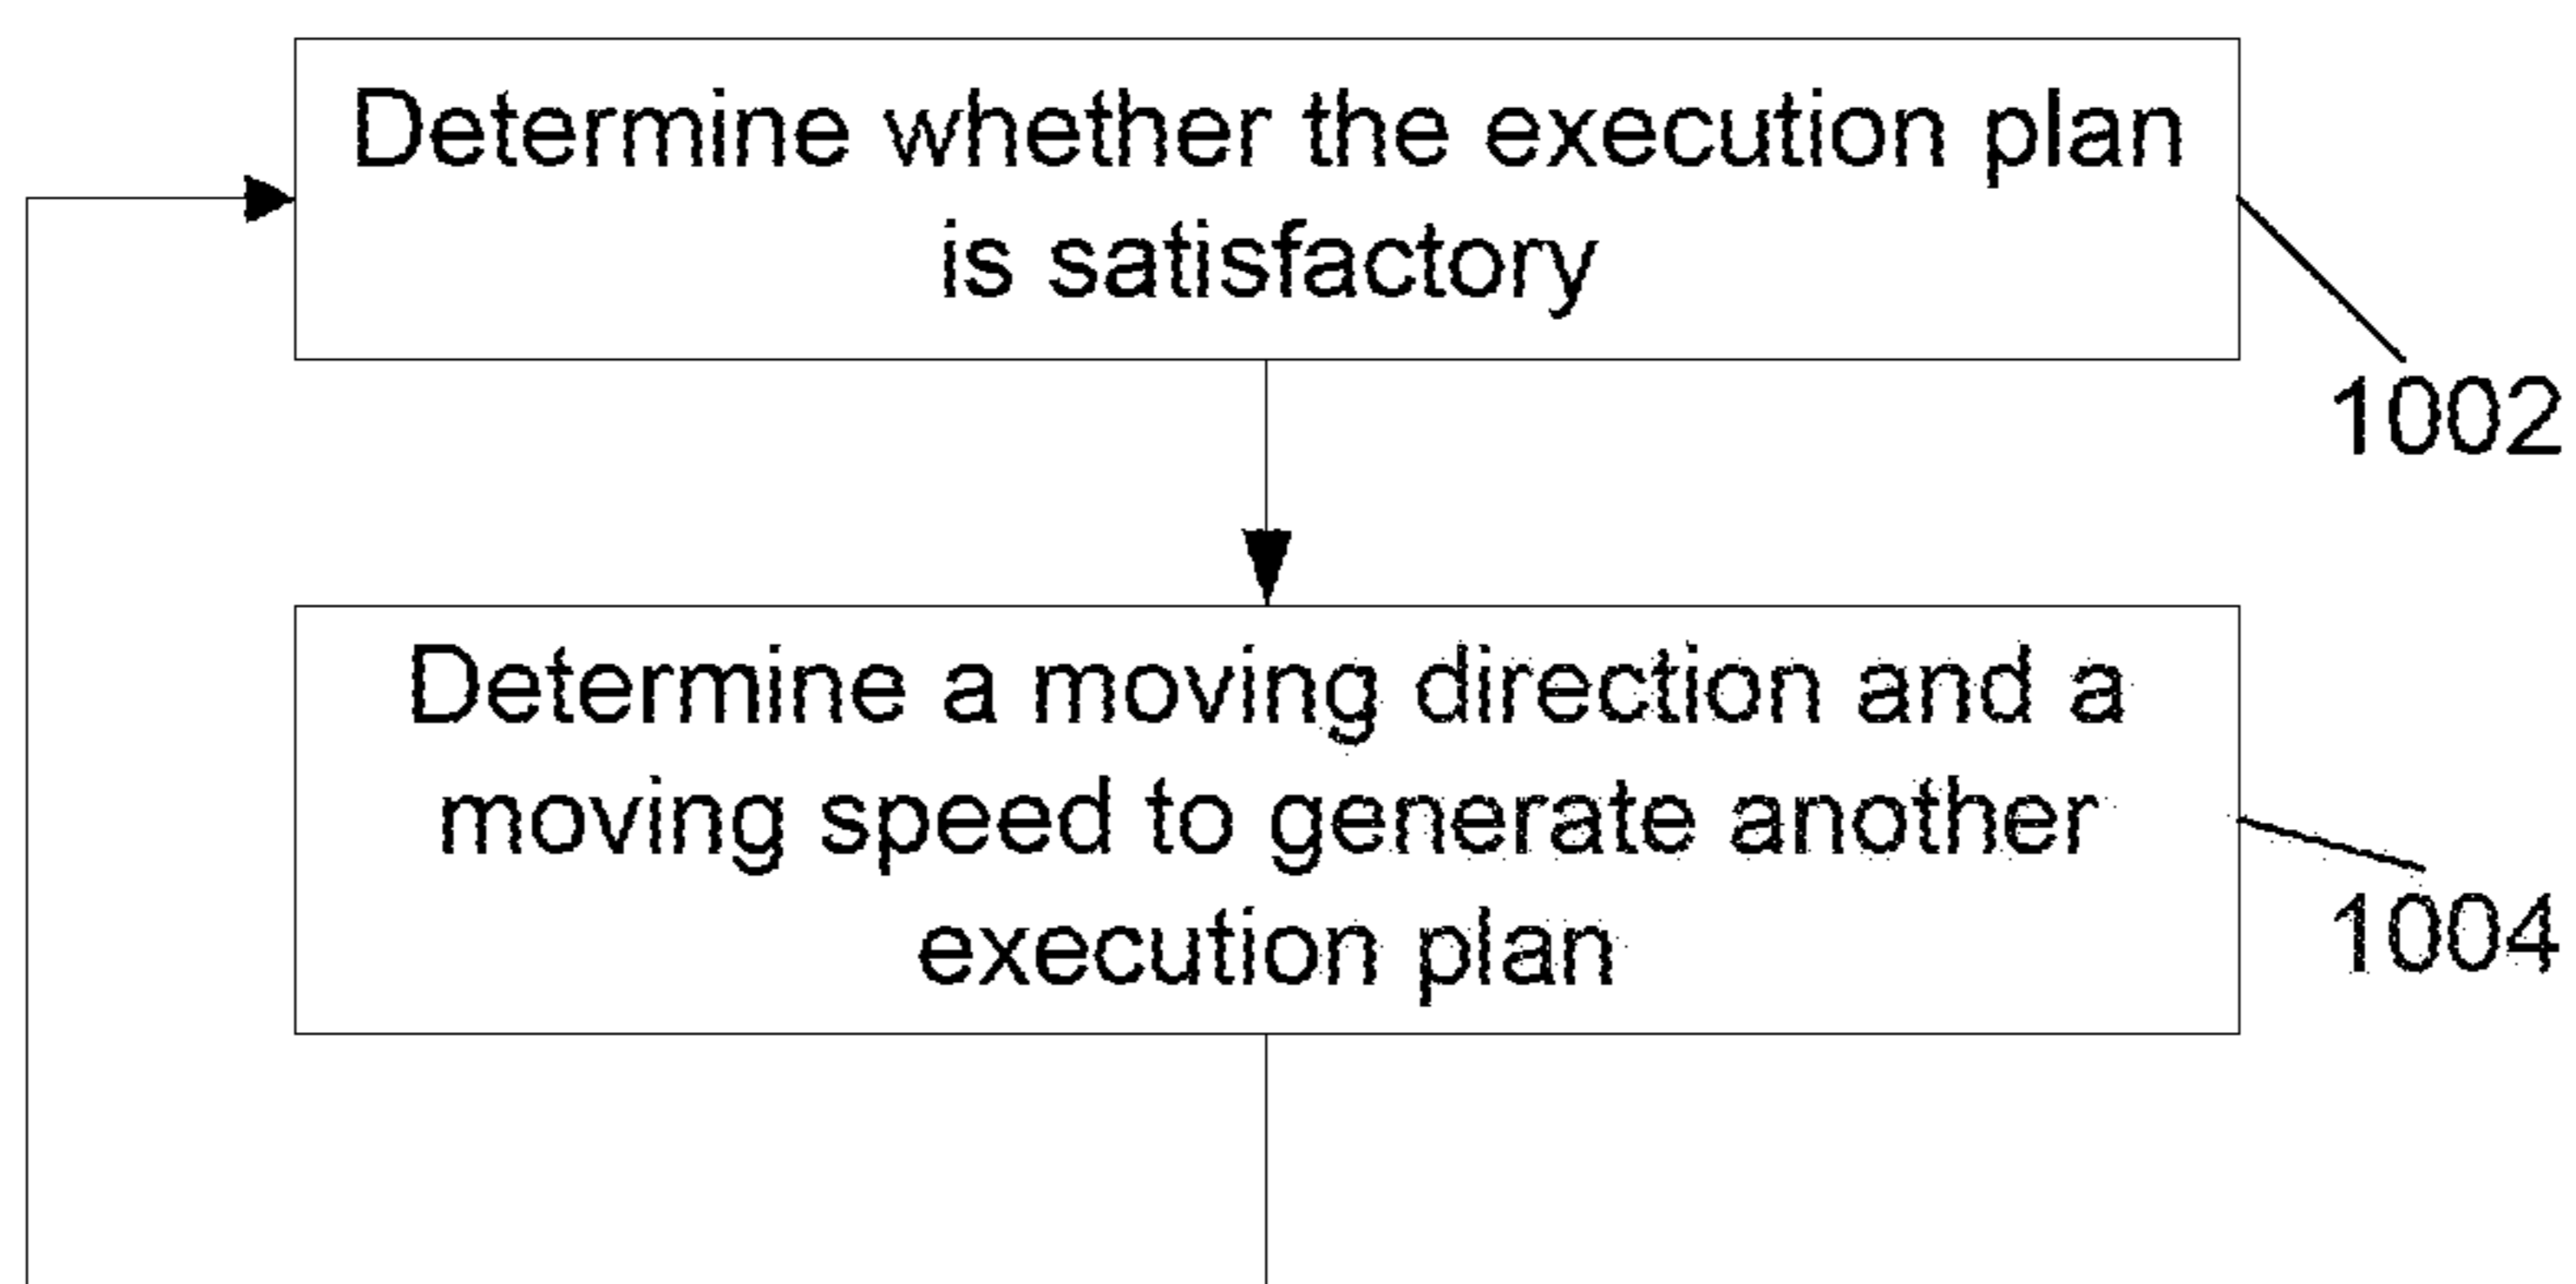 Determine whether the execution plan
is satisfactory
1002
Determine a moving direction and a
moving speed to generate another
execution plan
1004